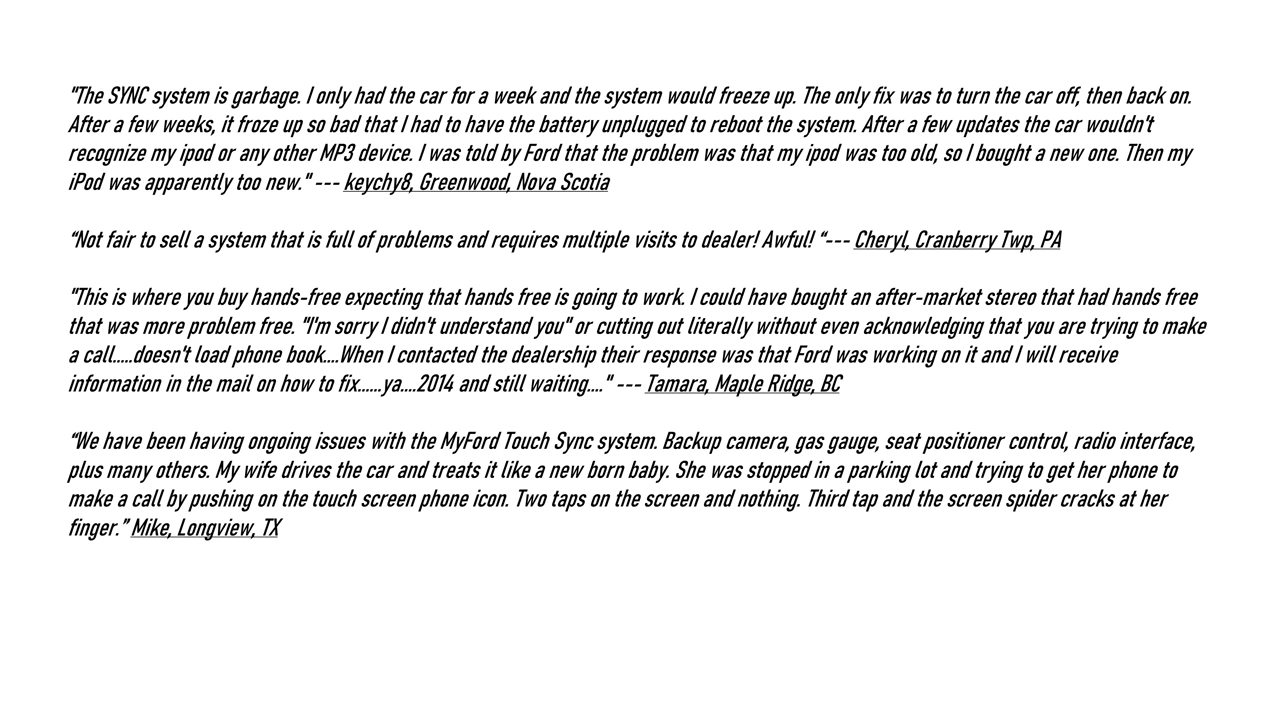 "The SYNC system is garbage. I only had the car for a week and the system would freeze up. The only fix was to turn the car off, then back on.
After a few weeks, it froze up so bad that I had to have the battery unplugged to reboot the system. After a few updates the car wouldn't
recognize my ipod or any other MP3 device. I was told by Ford that the problem was that my ipod was too old, so I bought a new one. Then my
iPod was apparently too new." --- keychy8, Greenwood, Nova Scotia
“Not fair to sell a system that is full of problems and requires multiple visits to dealer! Awful! “--- Cheryl, Cranberry Twp, PA
"This is where you buy hands-free expecting that hands free is going to work. I could have bought an after-market stereo that had hands free
that was more problem free. "I'm sorry I didn't understand you" or cutting out literally without even acknowledging that you are trying to make
a call.....doesn't load phone book....When I contacted the dealership their response was that Ford was working on it and I will receive
information in the mail on how to fix......ya....2014 and still waiting...." --- Tamara, Maple Ridge, BC
“We have been having ongoing issues with the MyFord Touch Sync system. Backup camera, gas gauge, seat positioner control, radio interface,
plus many others. My wife drives the car and treats it like a new born baby. She was stopped in a parking lot and trying to get her phone to
make a call by pushing on the touch screen phone icon. Two taps on the screen and nothing. Third tap and the screen spider cracks at her
finger.” Mike, Longview, TX